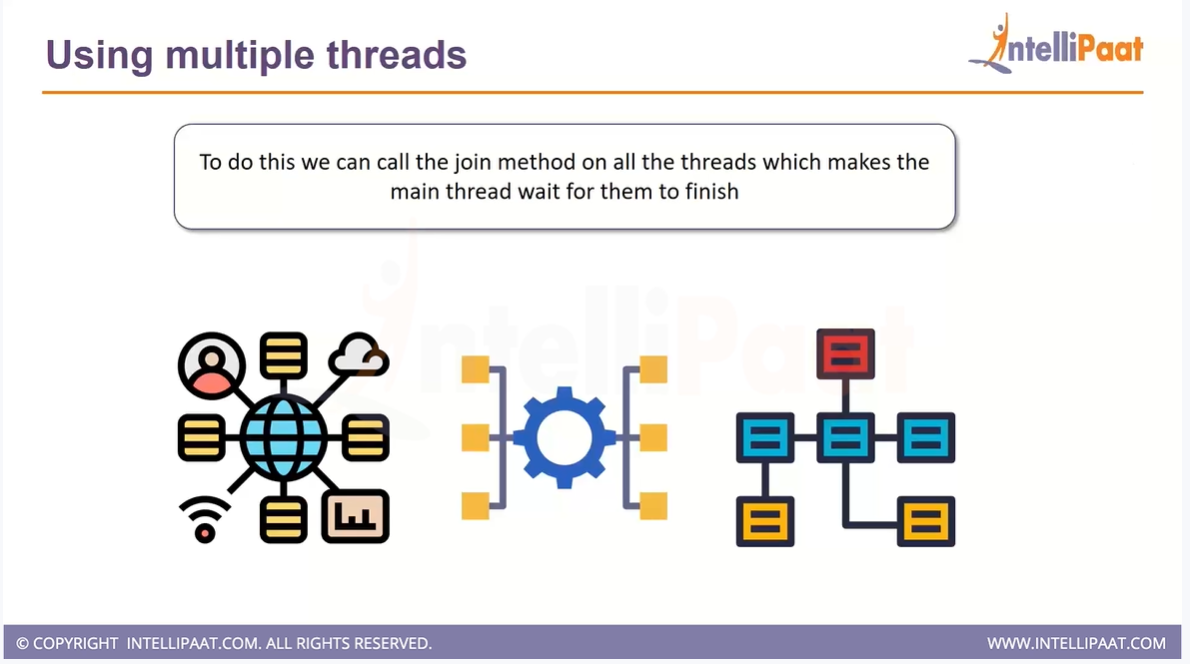 Using multiple threads
IntelliPaat
To do this we can call the join method on all the threads which makes the
main thread wait for them to finish
IntelliPaat
© COPYRIGHT INTELLIPAAT.COM. ALL RIGHTS RESERVED.
WWW.INTELLIPAAT.COM